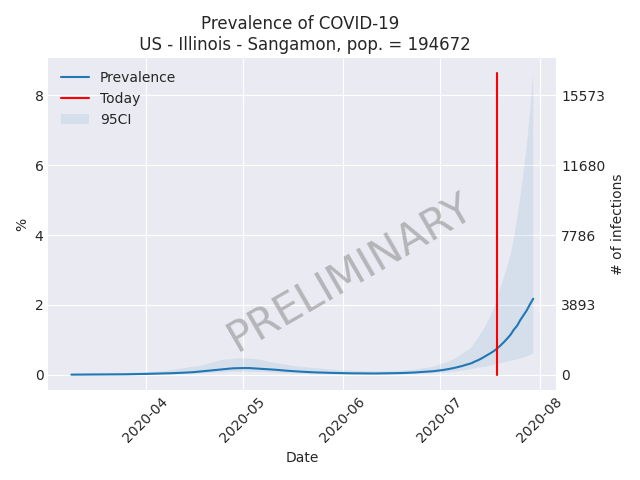 Prevalence of COVID-19
US - Illinois - Sangamon, pop. = 194672
Prevalence
Today
95CI
8
6
4
2
0
%
15573
11680
7786
3893
0
# of infections
PRELIMINARY
2020-04
2020-05
2020-06
2020-07
2020-08
Date